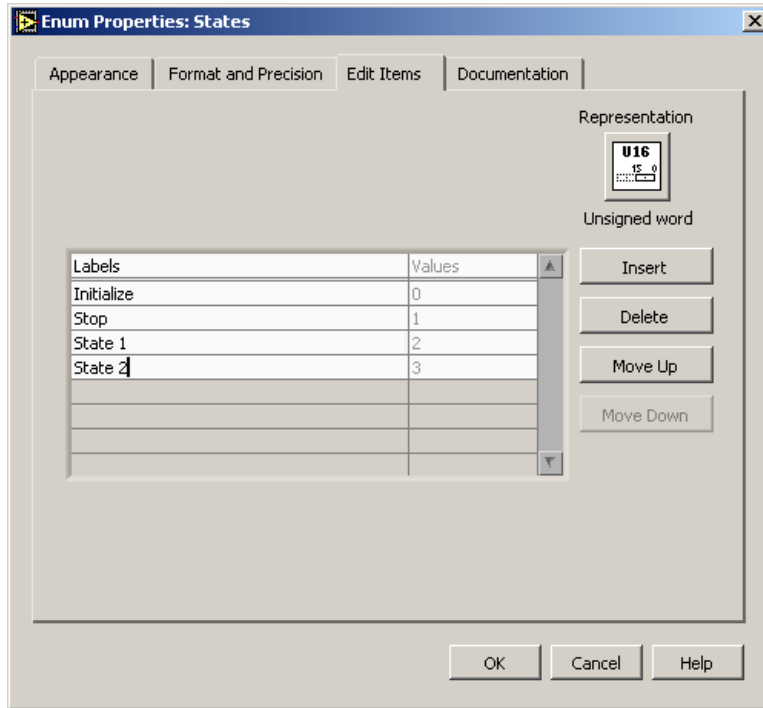 Enum Properties: States
Appearance Format and Precision Edit Items Documentation
Representation
U16
15 0
Unsigned word
Labels Values
Initialize 0
Stop 1
State 1 2
State 2 3
Insert
Delete
Move Up
Move Down
OK Cancel Help